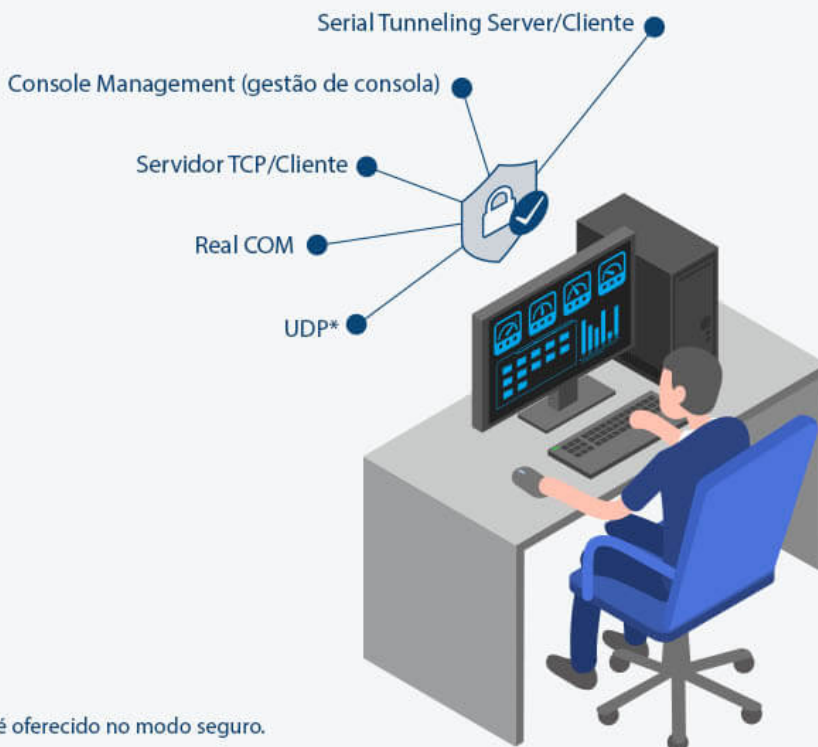 Serial Tunneling Server/Cliente
Console Management (gestão de consola)
Servidor TCP/Cliente
Real COM
UDP*
é oferecido no modo seguro.